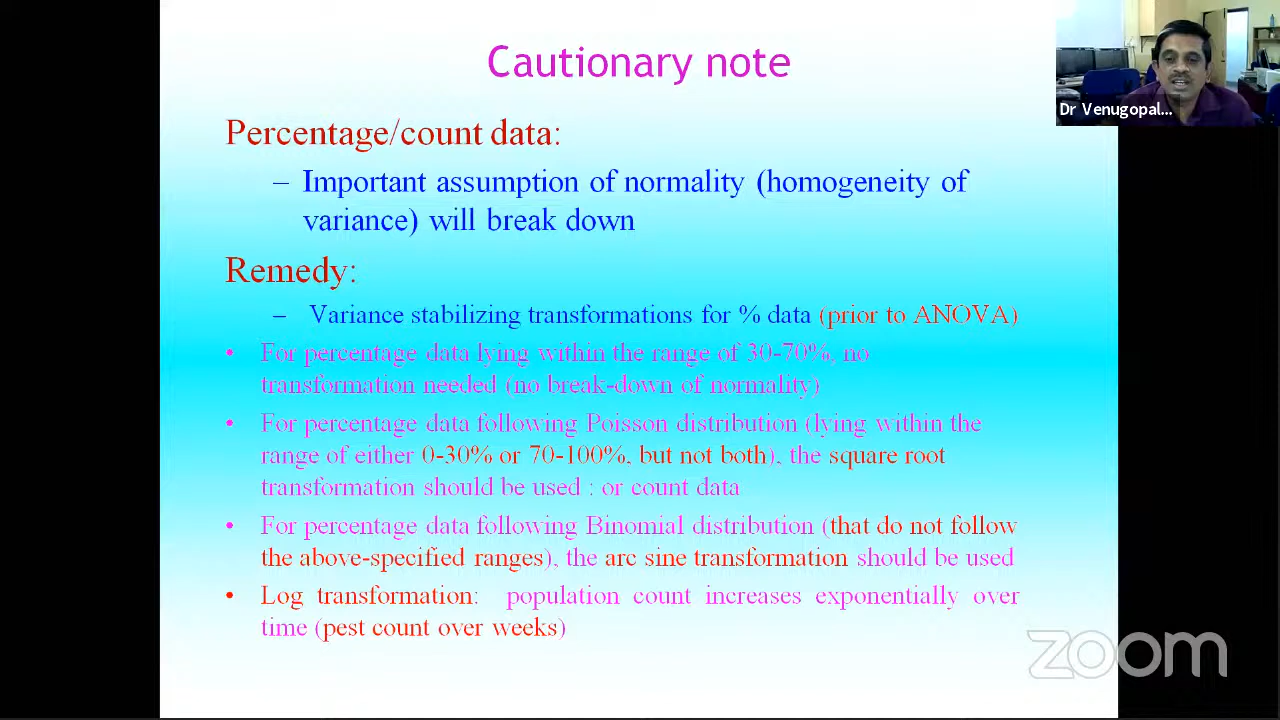 Cautionary note
Dr Venugopal...
Percentage/count data:
– Important assumption of normality (homogeneity of
variance) will break down
Remedy:
– Variance stabilizing transformations for % data (prior to ANOVA)
• For percentage data lying within the range of 30-70%, no
transformation needed (no break-down of normality)
• For percentage data following Poisson distribution (lying within the
range of either 0-30% or 70-100%, but not both), the square root
transformation should be used : or count data
• For percentage data following Binomial distribution (that do not follow
the above-specified ranges), the arc sine transformation should be used
• Log transformation: population count increases exponentially over
time (pest count over weeks)
zoom